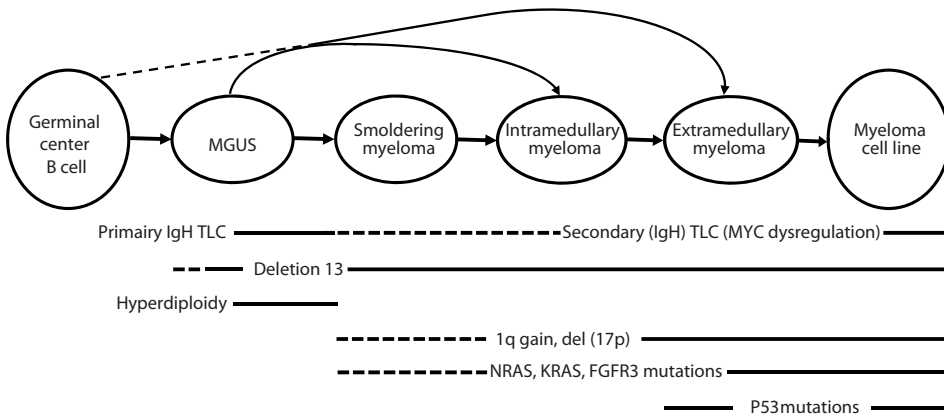 Germinal
center
B cell
MGUS
Smoldering
myeloma
Intramedullary
myeloma
Extramedullary
myeloma
Myeloma
cell line
Primairy IgH TLC
Secondary (IgH) TLC (MYC dysregulation)
Deletion 13
Hyperdiploidy
1q gain, del (17p)
NRAS, KRAS, FGFR3 mutations
P53mutations